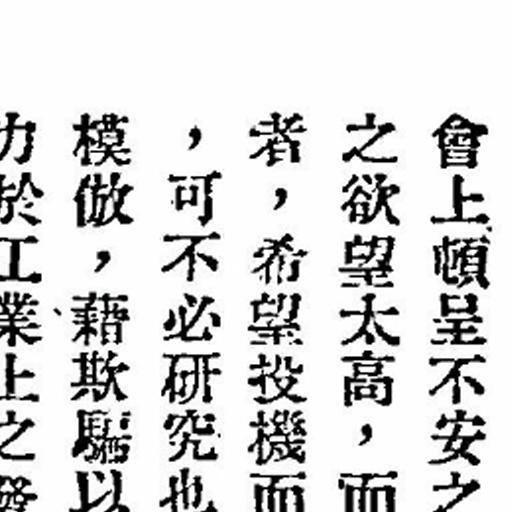 會上頓呈不安之
之欲望太高，而
者，希望投機而
，可不必研究也
模倣，藉欺騙以
力於工業上之發